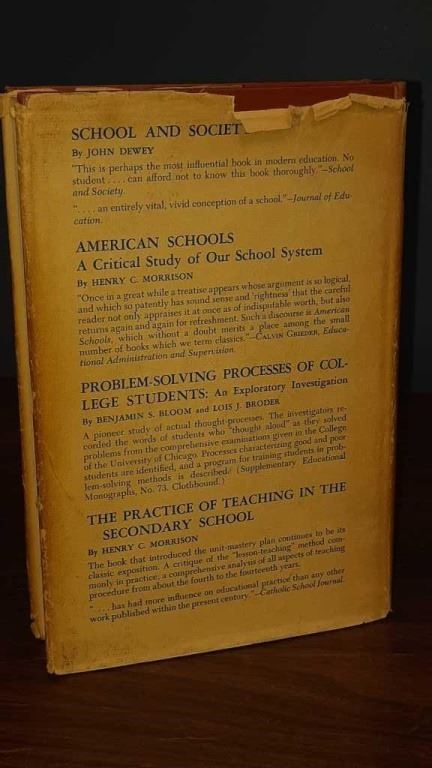 SCHOOL AND SOCIET
By JOHN DEWEY
"This is perhaps the most influential book in modern education. No
student . . . . can afford not to know this book thoroughly."—School
and Society.
". . . . an entirely vital, vivid conception of a school."—Journal of Edu-
cation.
AMERICAN SCHOOLS
A Critical Study of Our School System
By HENRY C. MORRISON
"Once in a great while a treatise appears whose argument is so logical,
and which so patently has sound sense and 'rightness' that the careful
reader not only appraises it at once as of indisputable worth, but also
returns again and again for refreshment. Such a discourse is American
Schools, which without a doubt merits a place among the small
number of books which we term classics."—CALVIN GRIEDER, Educa-
tional Administration and Supervision.
PROBLEM-SOLVING PROCESSES OF COL-
LEGE STUDENTS: An Exploratory Investigation
By BENJAMIN S. BLOOM and LOIS J. BRODER
A pioneer study of actual thought-processes. The investigators re-
corded the words of students who "thought aloud" as they solved
problems from the comprehensive examinations given in the College
of the University of Chicago. Processes characterizing good and poor
students are identified, and a program for training students in prob-
lem-solving methods is described. (Supplementary Educational
Monographs, No. 73. Clothbound.)
THE PRACTICE OF TEACHING IN THE
SECONDARY SCHOOL
By HENRY C. MORRISON
The book that introduced the unit-mastery plan continues to be its
classic exposition. A critique of the "lesson-teaching" method com-
monly in practice, a comprehensive analysis of all aspects of teaching
procedure from about the fourth to the fourteenth years.
". . . . has had more influence on educational practice than any other
work published within the present century."—Catholic School Journal.